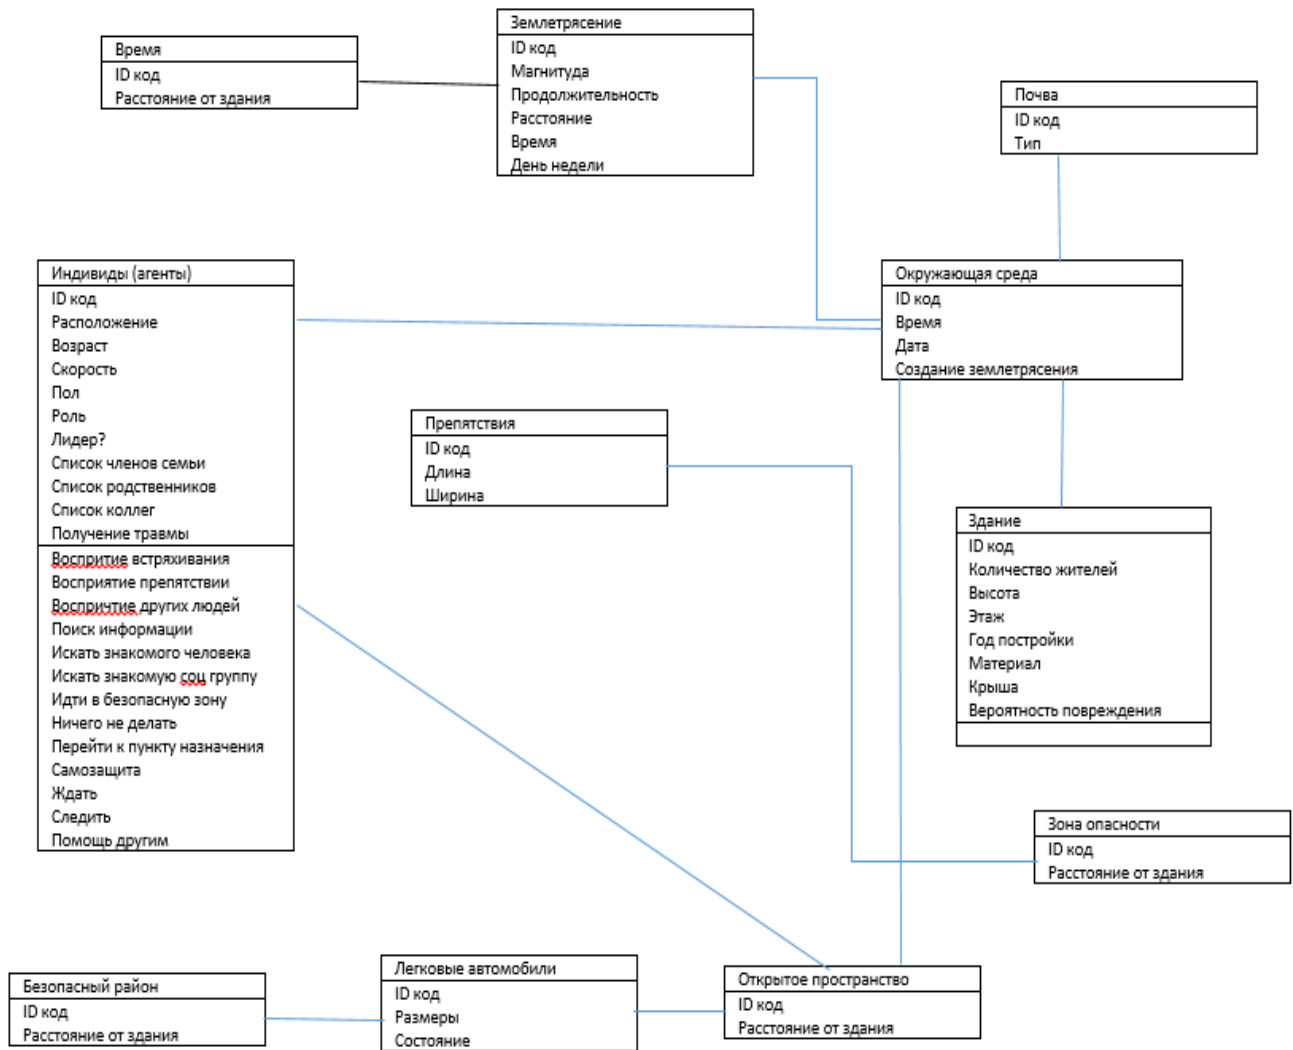 Землетрясение
ID код
Магнитуда
Продолжительность
Расстояние
Время
День недели
Время
ID код
Расстояние от здания
Почва
ID код
Тип
Индивиды (агенты)
ID код
Расположение
Возраст
Скорость
Пол
Роль
Лидер?
Список членов семьи
Список родственников
Список коллег
Получение травмы
Воспритие встряхивания
Восприятие препятствии
Воспричтие других людей
Поиск информации
Искать знакомого человека
Искать знакомую соц группу
Идти в безопасную зону
Ничего не делать
Перейти к пункту назначения
Самозащита
Ждать
Следить
Помощь другим
Окружающая среда
ID код
Время
Дата
Создание землетрясения
Препятствия
ID код
Длина
Ширина
Здание
ID код
Количество жителей
Высота
Этаж
Год постройки
Материал
Крыша
Вероятность повреждения
Зона опасности
ID код
Расстояние от здания
Безопасный район
ID код
Расстояние от здания
Легковые автомобили
ID код
Размеры
Состояние
Открытое пространство
ID код
Расстояние от здания